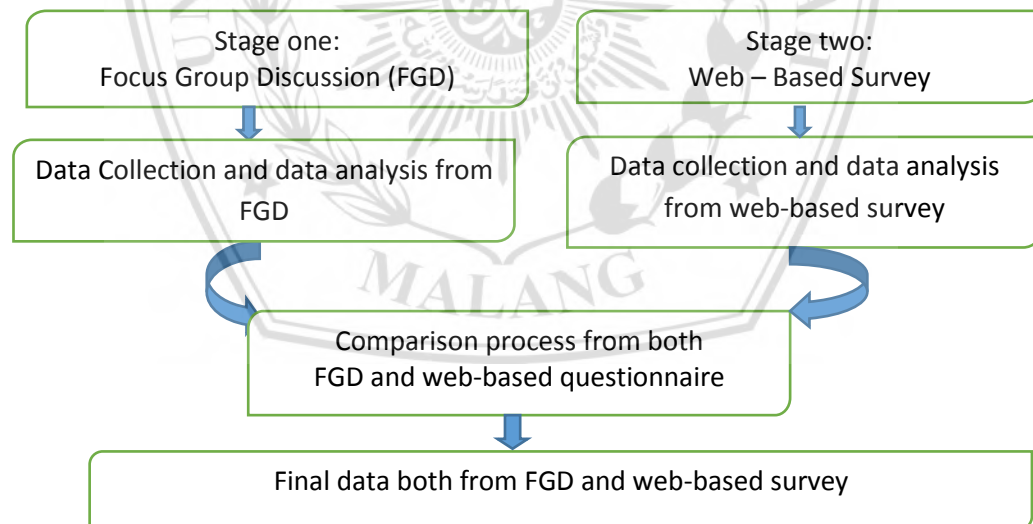 Stage one:
Focus Group Discussion (FGD)
Stage two:
Web – Based Survey
Data Collection and data analysis from
FGD
Data collection and data analysis
from web-based survey
MALANG
Comparison process from both
FGD and web-based questionnaire
Final data both from FGD and web-based survey